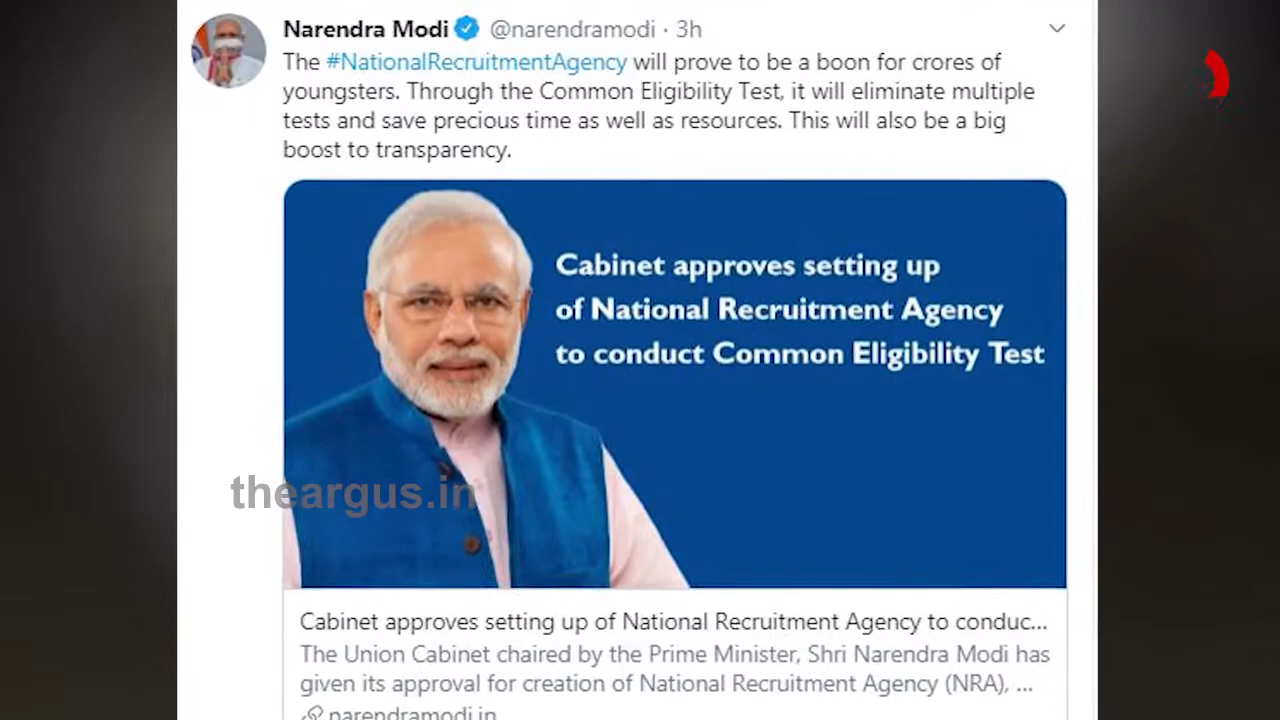 Narendra Modi @narendramodi · 3h
The #NationalRecruitmentAgency will prove to be a boon for crores of
youngsters. Through the Common Eligibility Test, it will eliminate multiple
tests and save precious time as well as resources. This will also be a big
boost to transparency.
Cabinet approves setting up
of National Recruitment Agency
to conduct Common Eligibility Test
theargus.in
Cabinet approves setting up of National Recruitment Agency to conduc...
The Union Cabinet chaired by the Prime Minister, Shri Narendra Modi has
given its approval for creation of National Recruitment Agency (NRA), ...
narendramodi.in